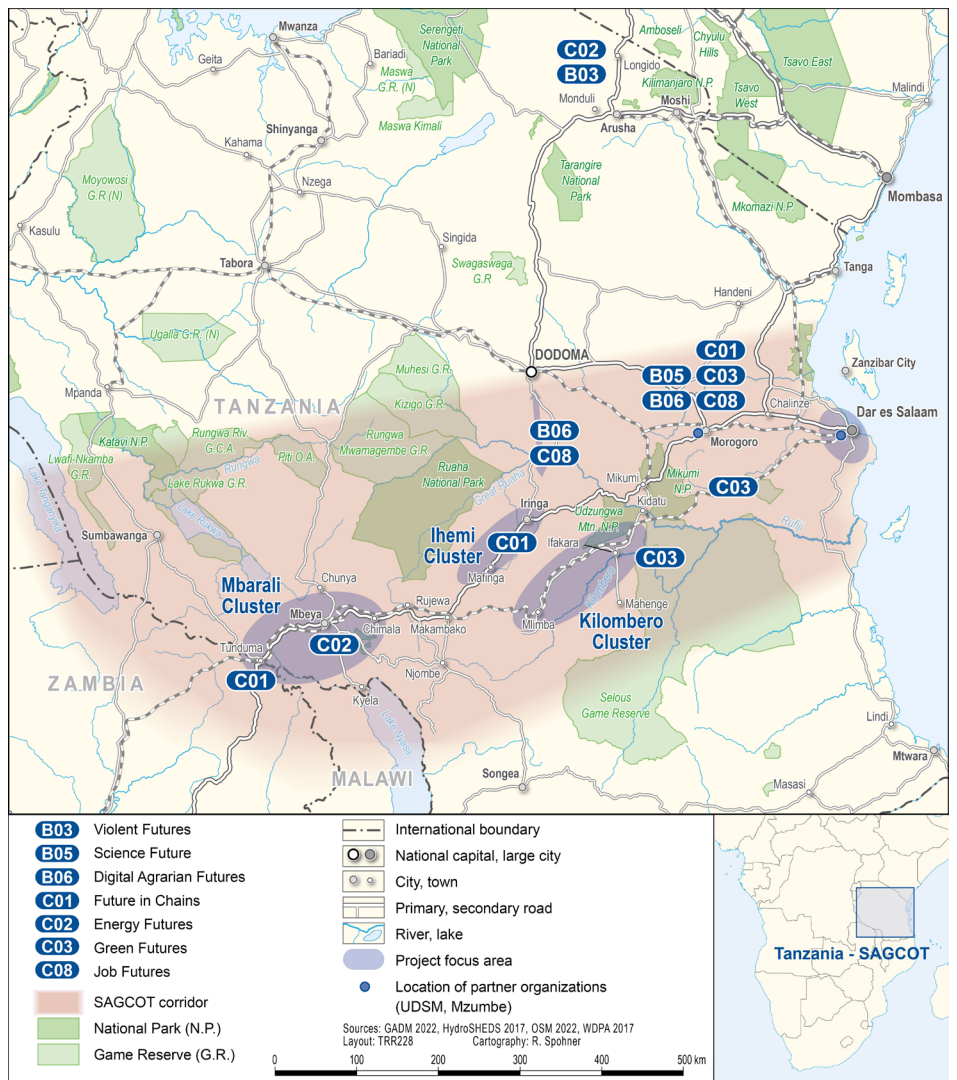 Mwanza
Geita
Bariadi
Serengeti
National
Park
Maswa
G.R. (N)
Maswa Kimali
Shinyanga
Kahama
Nzega
Moyowosi
G.R (N)
Kasulu
Tabora
Singida
Swagaswaga
G.R
C02
B03
Longido
Monduli
Arusha
Amboseli
Chyulu
Hills
Kilimanjaro N.P.
Moshi
Tsavo
West
Tsavo East
Malindi
Tarangire
National
Park
Mkomazi N.P.
Mombasa
Tanga
Handeni
Ugalla G.R. (N)
Mpanda
TANZANIA
Muhesi G.R.
Kizigo G.R.
DODOMA
C01
B05
C03
B06
C08
Zanzibar City
Chalinze
Dar es Salaam
Morogoro
Katavi N.P.
Lwafi-Nkamba
G.R.
Rungwa Riv.
G.C.A.
Rungwa
Lake Rukwa G.R.
Piti O.A.
Rungwa
Mwamagembe G.R.
Ruaha
National Park
Great Ruaha
B06
C08
Mikumi
Mikumi
N.P.
Kidatu
C03
Rufiji
Lake Tanganyika
Lake Rukwa
Sumbawanga
Iringa
Ihemi
Cluster
C01
Mafinga
Udzungwa
Mtn. N.P.
Ifakara
C03
Kilombero
Mahenge
Mlimba
Kilombero
Cluster
Mbarali
Cluster
Chunya
Mbeya
Rujewa
Chimala
Makambako
C02
Tunduma
C01
Njombe
Kyela
ZAMBIA
Lake Nyasa
MALAWI
Songea
Selous
Game Reserve
Lindi
Mtwara
Masasi
B03 Violent Futures
B05 Science Future
B06 Digital Agrarian Futures
C01 Future in Chains
C02 Energy Futures
C03 Green Futures
C08 Job Futures
SAGCOT corridor
National Park (N.P.)
Game Reserve (G.R.)
International boundary
National capital, large city
City, town
Primary, secondary road
River, lake
Project focus area
Location of partner organizations
(UDSM, Mzumbe)
Sources: GADM 2022, HydroSHEDS 2017, OSM 2022, WDPA 2017
Layout: TRR228 Cartography: R. Spohner
0 100 200 300 400 500 km
Tanzania - SAGCOT